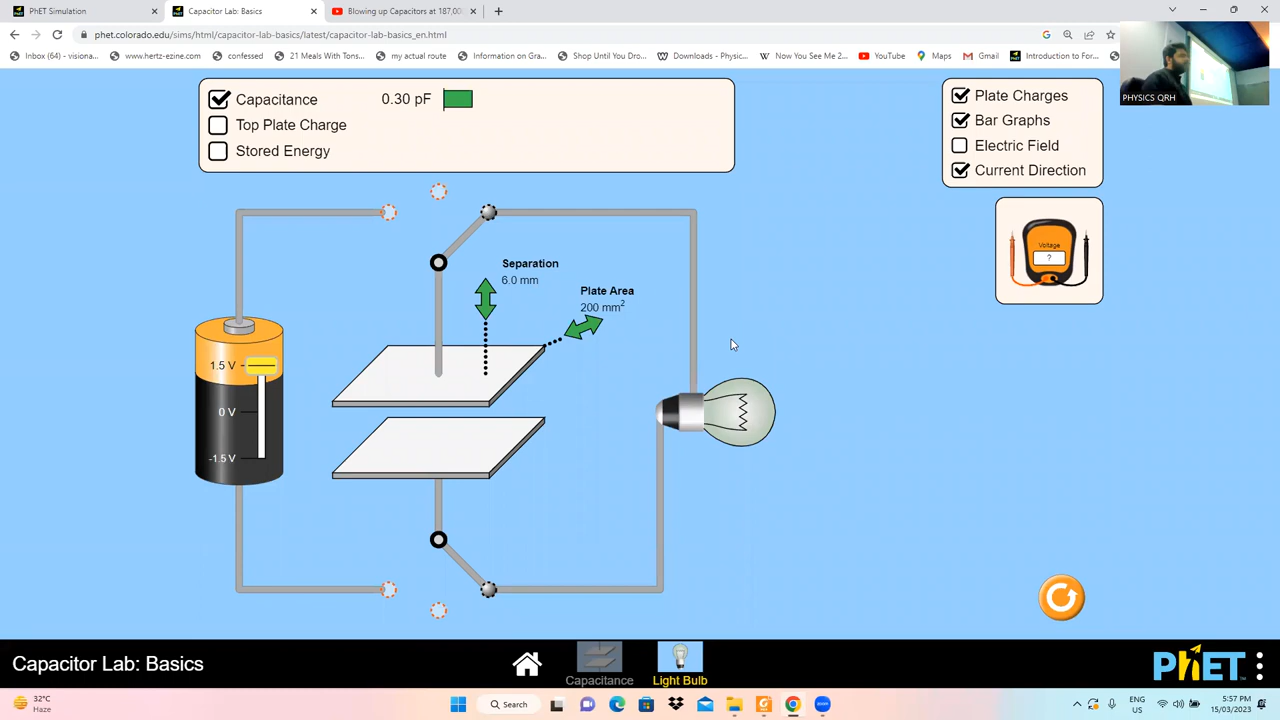 PhET Simulation
Capacitor Lab: Basics
Blowing up Capacitors at 187,00
phet.colorado.edu/sims/html/capacitor-lab-basics/latest/capacitor-lab-basics_en.html
Inbox (64) - visiona...
www.hertz-ezine.com
confessed
21 Meals With Tons...
my actual route
Information on Gra...
Shop Until You Dro...
Downloads - Physic...
Now You See Me 2...
YouTube
Maps
Gmail
Introduction to For...
PHYSICS QRH
Capacitance
0.30 pF
Top Plate Charge
Stored Energy
Plate Charges
Bar Graphs
Electric Field
Current Direction
Voltage
?
Separation
6.0 mm
Plate Area
200 mm²
1.5 V
0 V
-1.5 V
Capacitor Lab: Basics
Capacitance
Light Bulb
PhET
32°C
Haze
Search
ENG
US
5:57 PM
15/03/2023